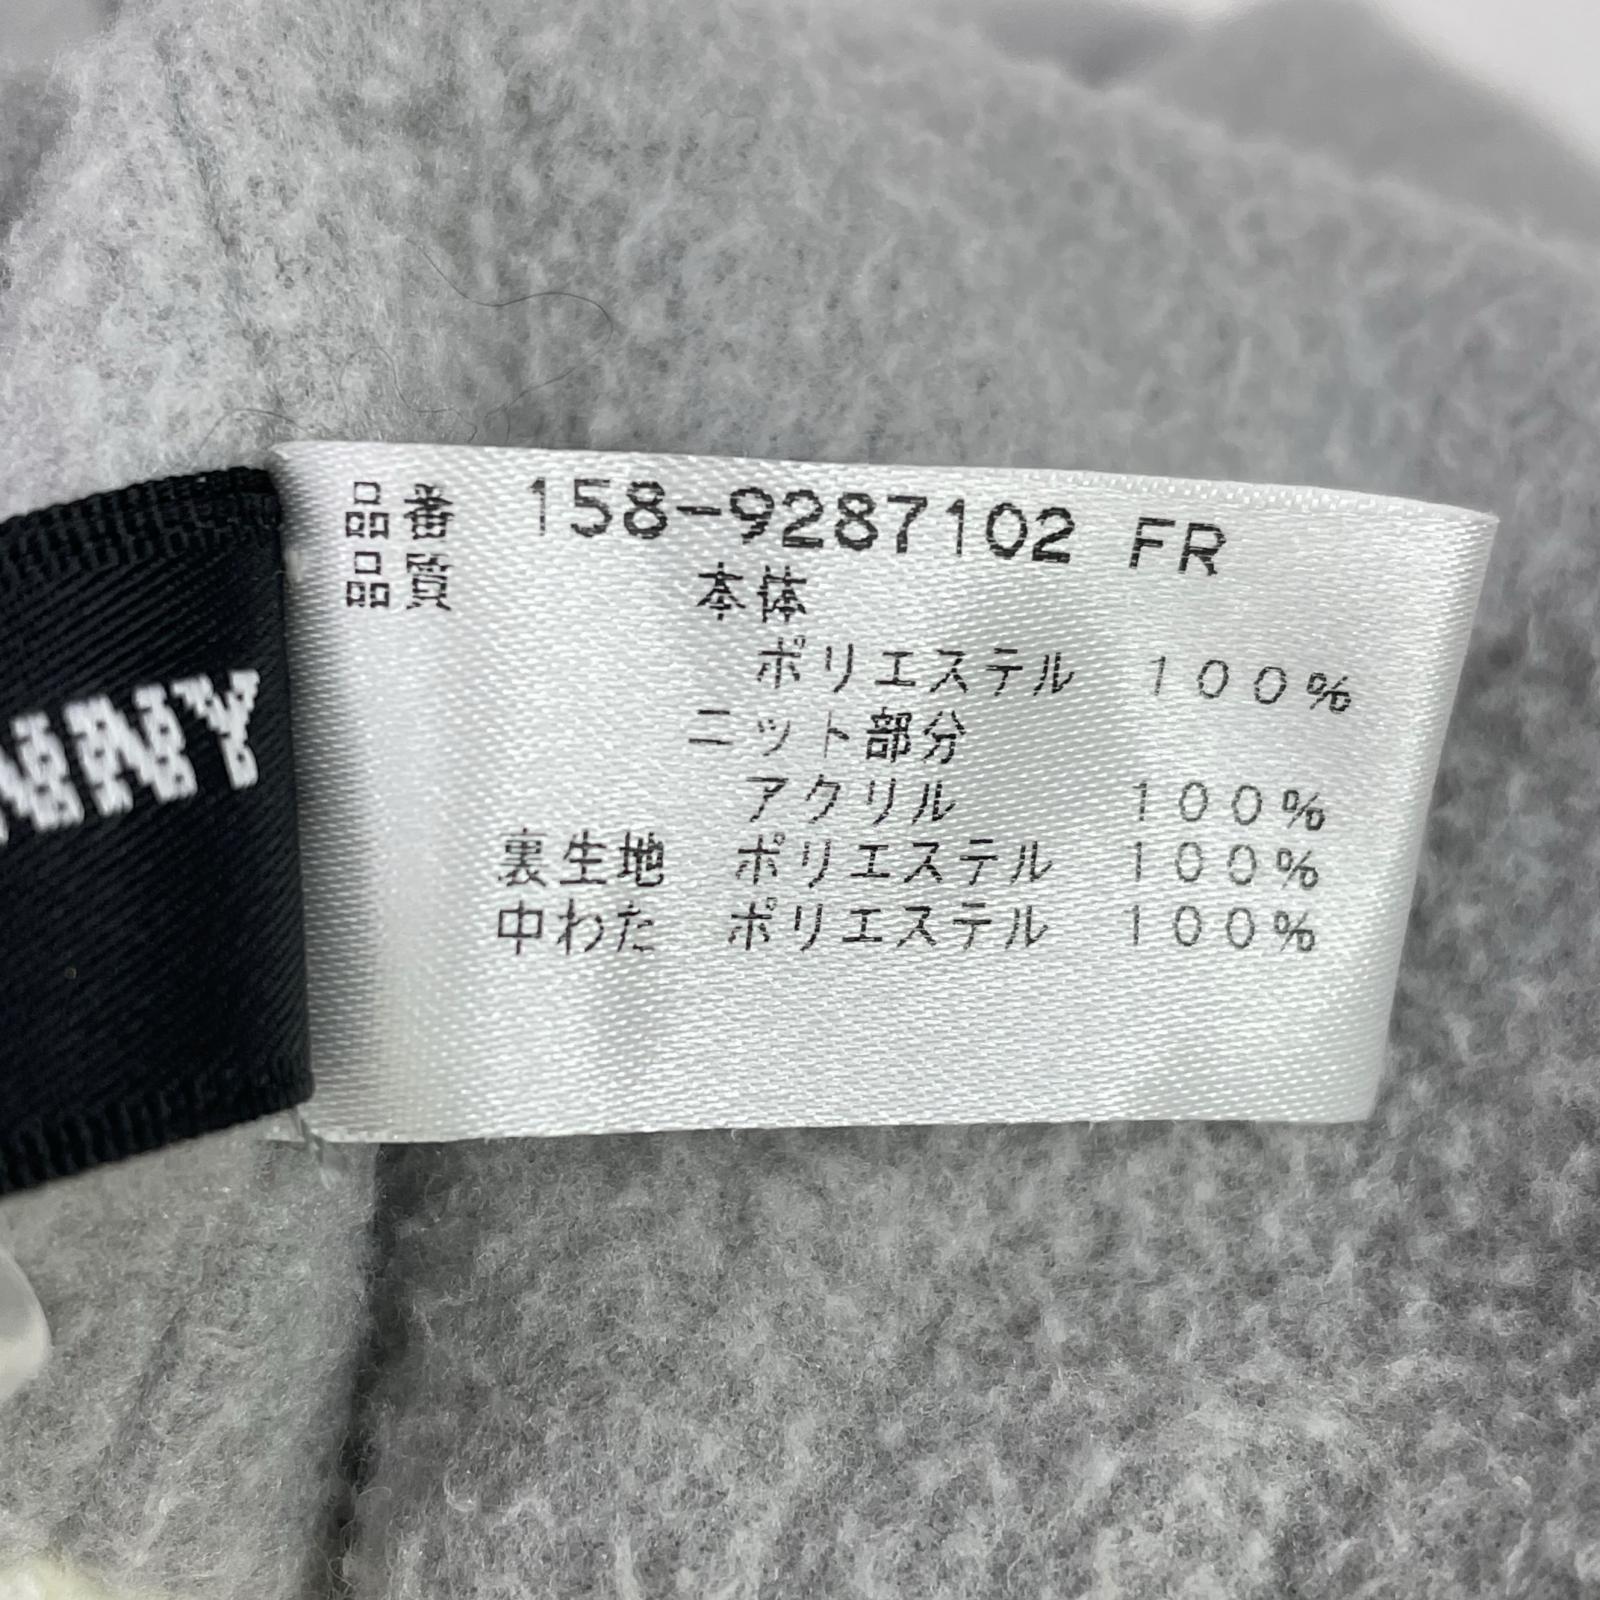 NNY
品番 158-9287102 FR
品質 本体
ポリエステル 100%
ニット部分
アクリル 100%
裏生地 ポリエステル 100%
中わた ポリエステル 100%